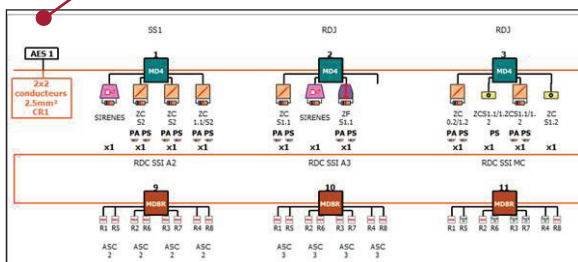 SS1 RDJ RDJ
AES 1 1 2 3
MD4 MD4 MD4
2x2
conducteurs
2.5mm²
CR1
SIRENES ZC S2 ZC S2 ZC 1.1/S2
ZC S1.1 SIRENES ZF S1.1
ZC 0.2/1.2 ZCS1.1/1.2 ZCS1.1/1.2 ZC S1.2
PA PS PA PS PA PS PA PS PA PS PA PS PS PA PS
x1 x1 x1 x1 x1 x1 x1 x1 x1 x1
RDC SSI A2 RDC SSI A3 RDC SSI MC
9 10 11
MD8R MD8R MD8R
R1 R5 R2 R6 R3 R7 R4 R8 R1 R5 R2 R6 R3 R7 R4 R8 R1 R5 R2 R6 R3 R7 R4 R8
ASC ASC ASC ASC ASC ASC ASC ASC
2 2 2 2 3 3 3 3